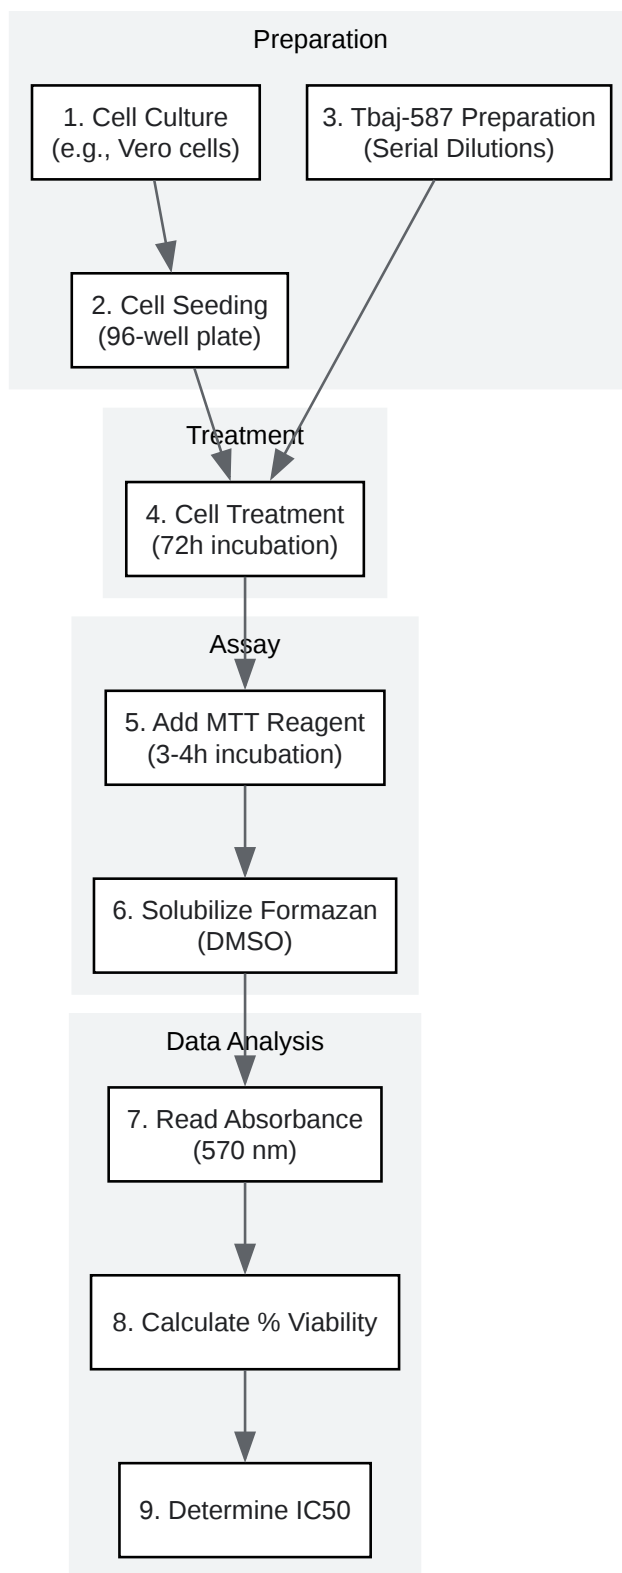 Preparation
1. Cell Culture
(e.g., Vero cells)
3. Tbaj-587 Preparation
(Serial Dilutions)
2. Cell Seeding
(96-well plate)
Treatment
4. Cell Treatment
(72h incubation)
Assay
5. Add MTT Reagent
(3-4h incubation)
6. Solubilize Formazan
(DMSO)
Data Analysis
7. Read Absorbance
(570 nm)
8. Calculate % Viability
9. Determine IC50